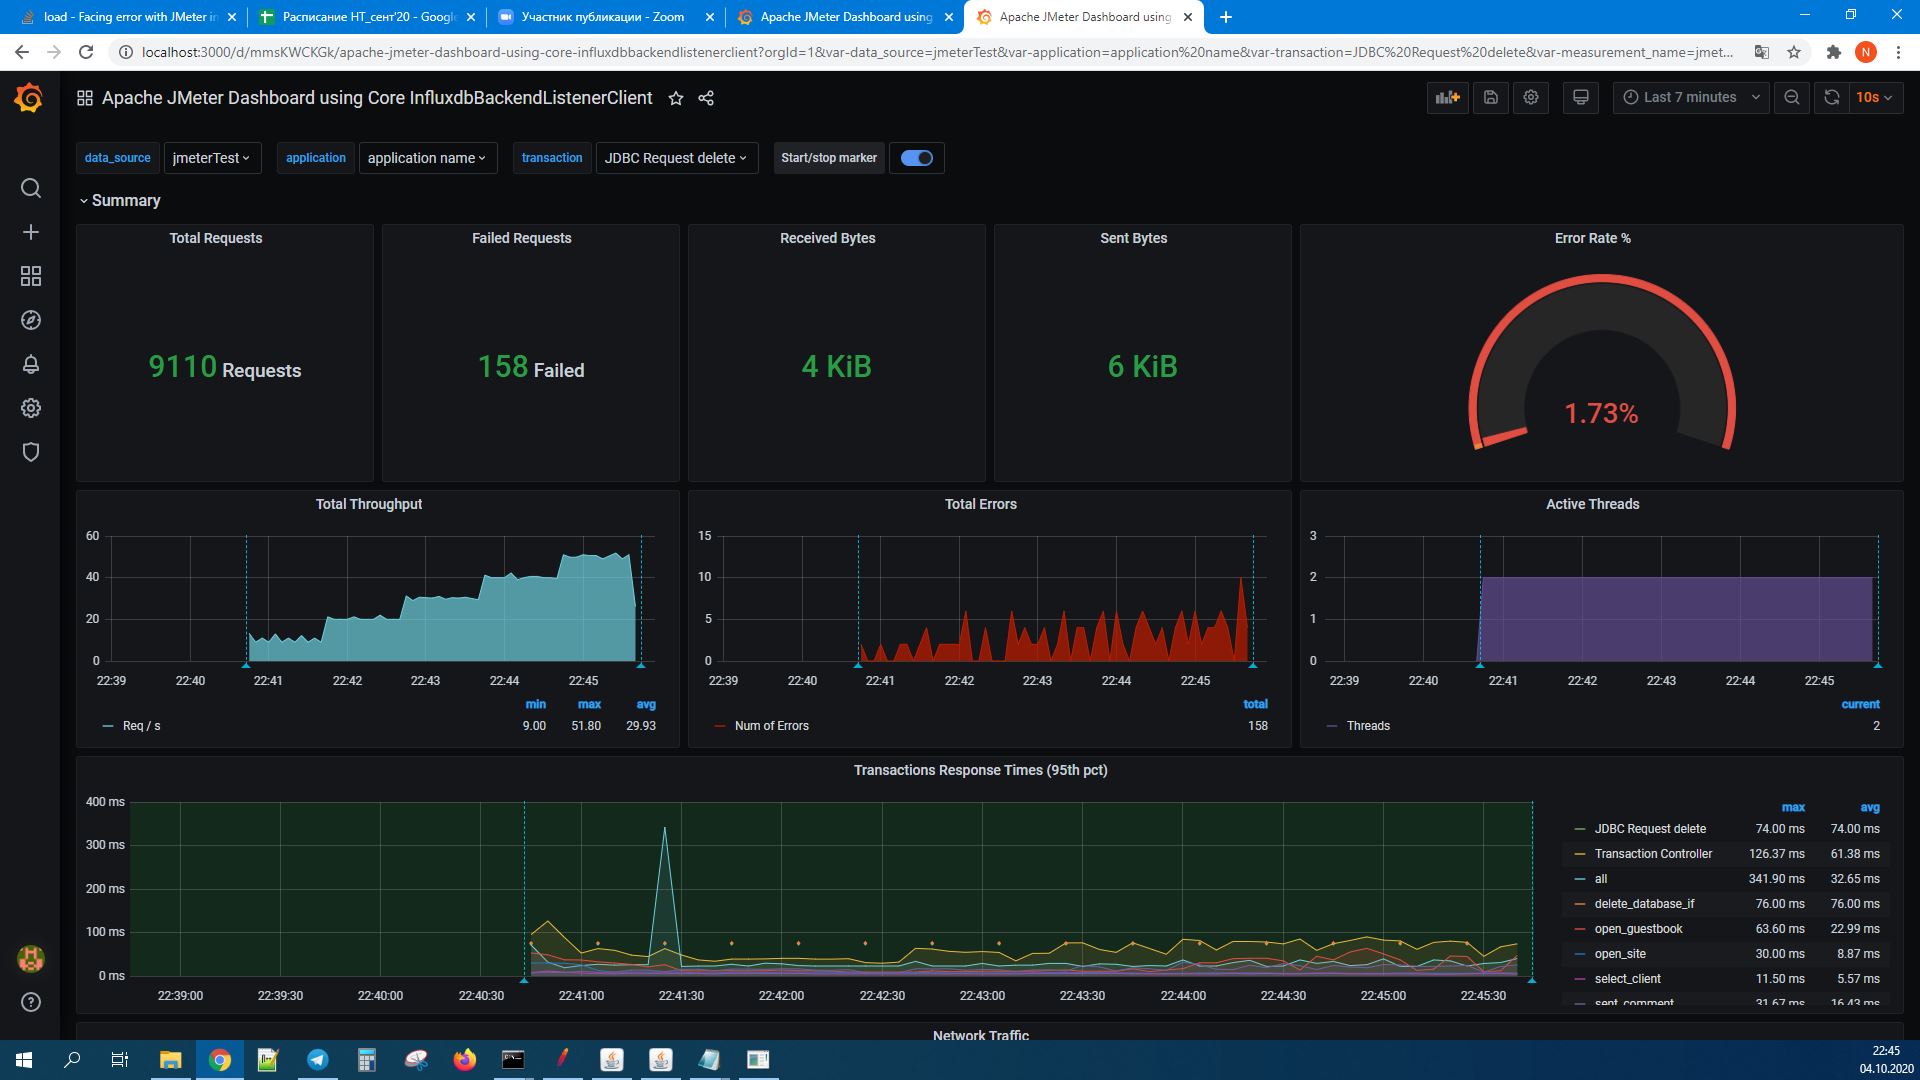 load - Facing error with JMeter in
Расписание НТ_сент'20 - Google
Участник публикации - Zoom
Apache JMeter Dashboard using
Apache JMeter Dashboard using
localhost:3000/d/mmsKWCKGk/apache-jmeter-dashboard-using-core-influxdbbackendlistenerclient?orgId=1&var-data_source=jmeterTest&var-application=application%20name&var-transaction=JDBC%20Request%20delete&var-measurement_name=jmet...
N
Apache JMeter Dashboard using Core InfluxdbBackendListenerClient
Last 7 minutes
10s
data_source jmeterTest application application name transaction JDBC Request delete Start/stop marker
Summary
Total Requests
9110 Requests
Failed Requests
158 Failed
Received Bytes
4 KiB
Sent Bytes
6 KiB
Error Rate %
1.73%
Total Throughput
60
40
20
0
22:39 22:40 22:41 22:42 22:43 22:44 22:45
min max avg
Req / s 9.00 51.80 29.93
Total Errors
15
10
5
0
22:39 22:40 22:41 22:42 22:43 22:44 22:45
total
Num of Errors 158
Active Threads
3
2
1
0
22:39 22:40 22:41 22:42 22:43 22:44 22:45
current
Threads 2
Transactions Response Times (95th pct)
400 ms
300 ms
200 ms
100 ms
0 ms
22:39:00 22:39:30 22:40:00 22:40:30 22:41:00 22:41:30 22:42:00 22:42:30 22:43:00 22:43:30 22:44:00 22:44:30 22:45:00 22:45:30
max avg
JDBC Request delete 74.00 ms 74.00 ms
Transaction Controller 126.37 ms 61.38 ms
all 341.90 ms 32.65 ms
delete_database_if 76.00 ms 76.00 ms
open_guestbook 63.60 ms 22.99 ms
open_site 30.00 ms 8.87 ms
select_client 11.50 ms 5.57 ms
sent_comment 31.67 ms 16.43 ms
Network Traffic
22:45
04.10.2020